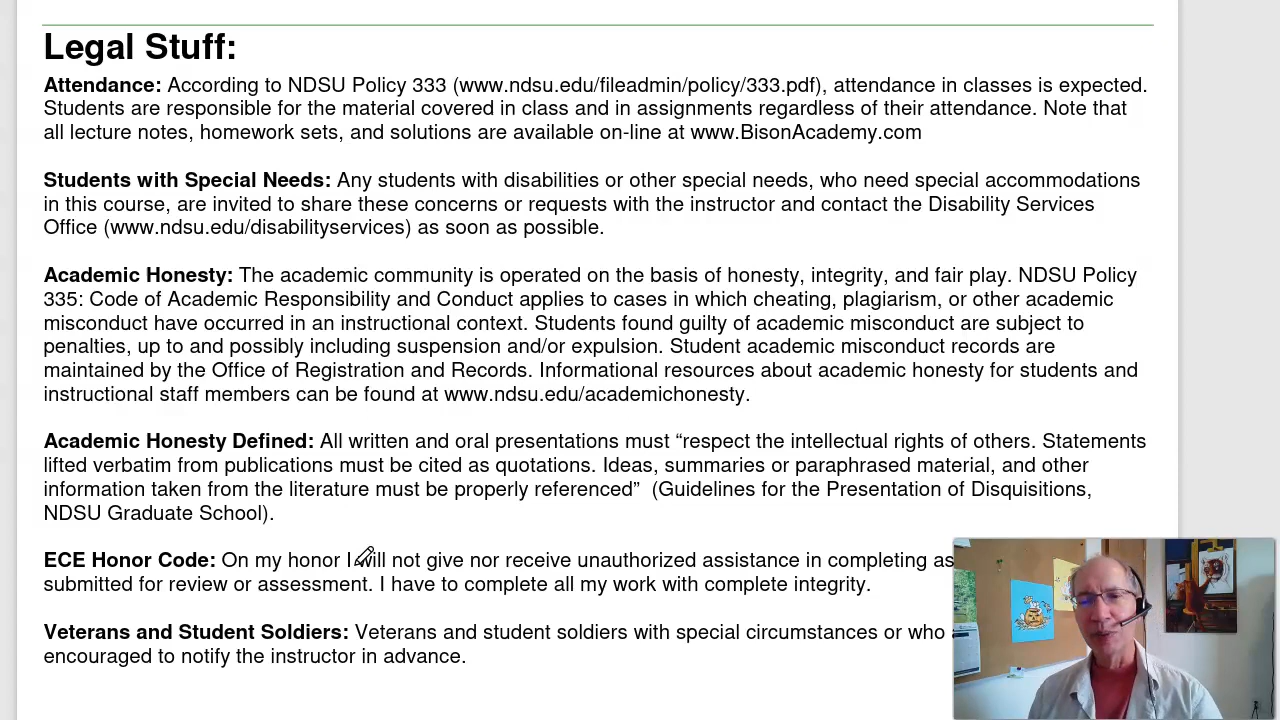 Legal Stuff:
Attendance: According to NDSU Policy 333 (www.ndsu.edu/fileadmin/policy/333.pdf), attendance in classes is expected.
Students are responsible for the material covered in class and in assignments regardless of their attendance. Note that
all lecture notes, homework sets, and solutions are available on-line at www.BisonAcademy.com
Students with Special Needs: Any students with disabilities or other special needs, who need special accommodations
in this course, are invited to share these concerns or requests with the instructor and contact the Disability Services
Office (www.ndsu.edu/disabilityservices) as soon as possible.
Academic Honesty: The academic community is operated on the basis of honesty, integrity, and fair play. NDSU Policy
335: Code of Academic Responsibility and Conduct applies to cases in which cheating, plagiarism, or other academic
misconduct have occurred in an instructional context. Students found guilty of academic misconduct are subject to
penalties, up to and possibly including suspension and/or expulsion. Student academic misconduct records are
maintained by the Office of Registration and Records. Informational resources about academic honesty for students and
instructional staff members can be found at www.ndsu.edu/academichonesty.
Academic Honesty Defined: All written and oral presentations must “respect the intellectual rights of others. Statements
lifted verbatim from publications must be cited as quotations. Ideas, summaries or paraphrased material, and other
information taken from the literature must be properly referenced” (Guidelines for the Presentation of Disquisitions,
NDSU Graduate School).
ECE Honor Code: On my honor I will not give nor receive unauthorized assistance in completing
submitted for review or assessment. I have to complete all my work with complete integrity.
Veterans and Student Soldiers: Veterans and student soldiers with special circumstances or who
encouraged to notify the instructor in advance.